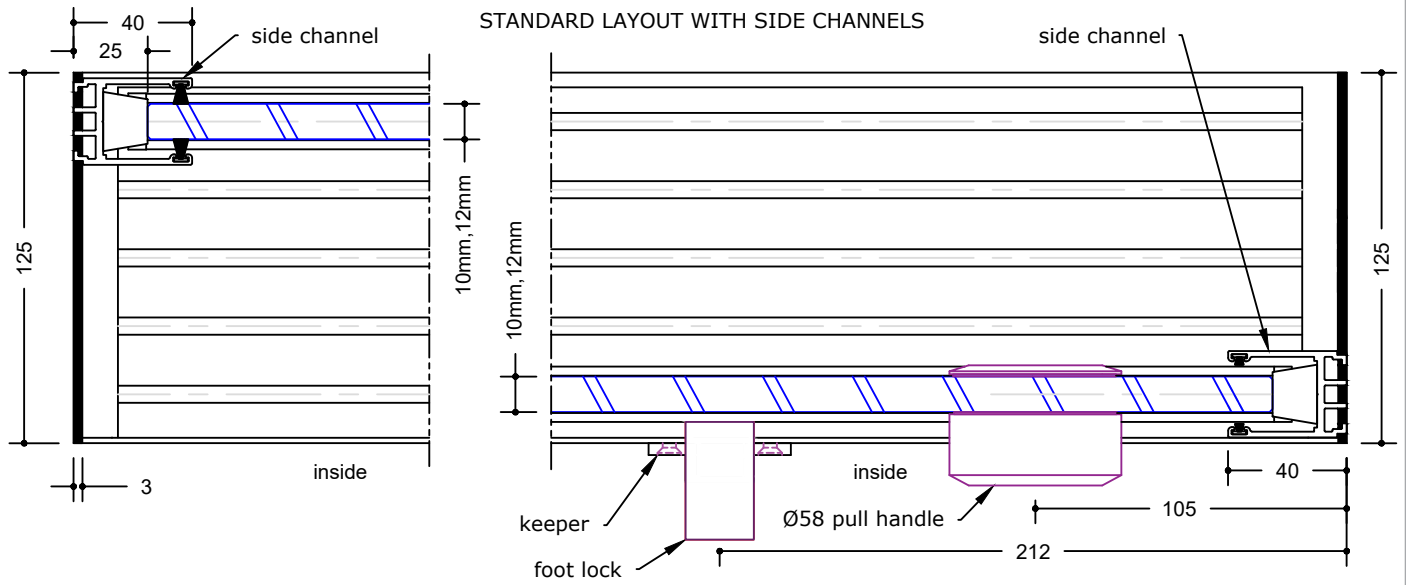 STANDARD LAYOUT WITH SIDE CHANNELS
40
25
side channel
side channel
125
10mm,12mm
10mm,12mm
125
3
inside
inside
40
keeper
Ø58 pull handle
105
212
foot lock